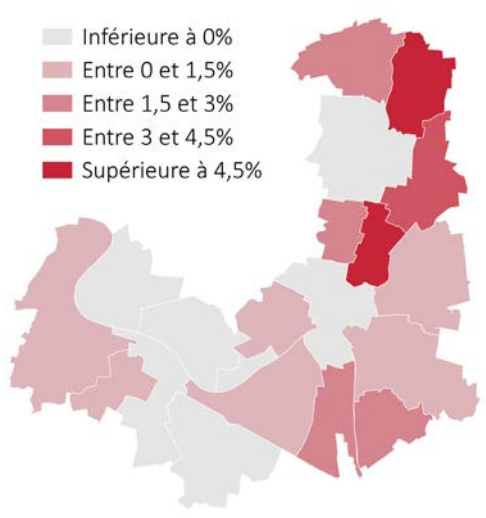 Inférieure à 0%
Entre 0 et 1,5%
Entre 1,5 et 3%
Entre 3 et 4,5%
Supérieure à 4,5%